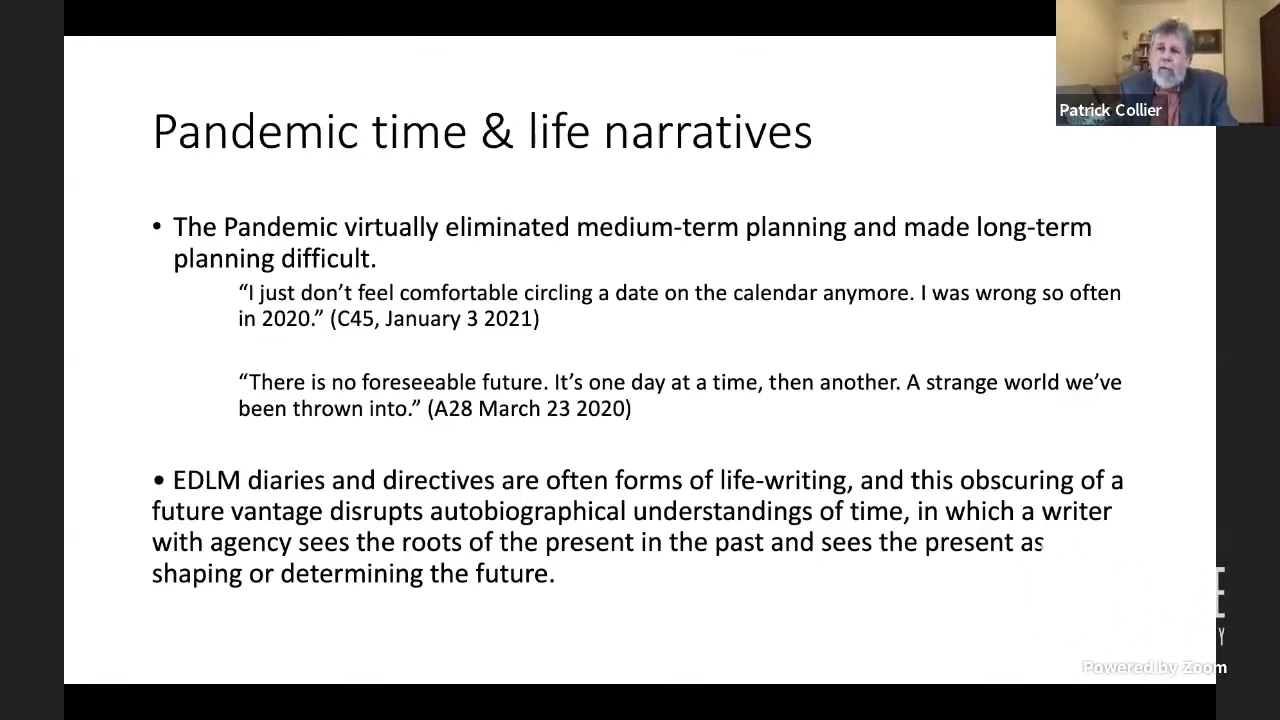 Patrick Collier
Pandemic time & life narratives
• The Pandemic virtually eliminated medium-term planning and made long-term
planning difficult.
“I just don’t feel comfortable circling a date on the calendar anymore. I was wrong so often
in 2020.” (C45, January 3 2021)
“There is no foreseeable future. It’s one day at a time, then another. A strange world we’ve
been thrown into.” (A28 March 23 2020)
• EDLM diaries and directives are often forms of life-writing, and this obscuring of a
future vantage disrupts autobiographical understandings of time, in which a writer
with agency sees the roots of the present in the past and sees the present as
shaping or determining the future.
E
Y
Powered by Zoom